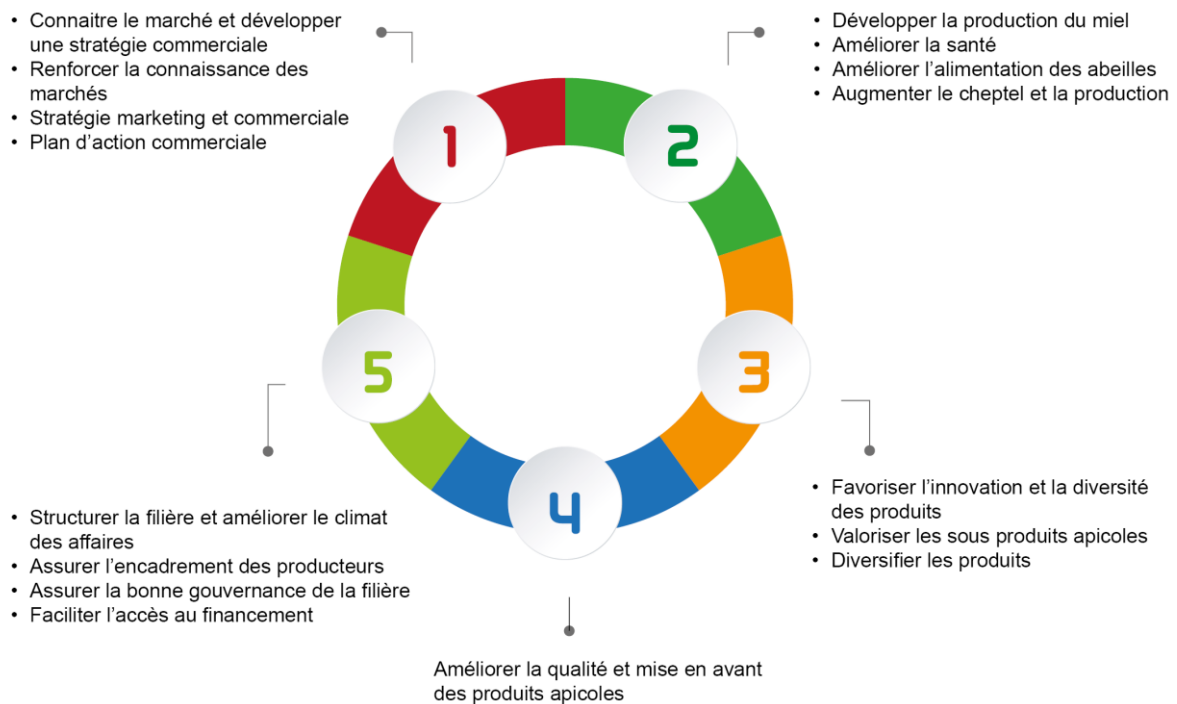 • Connaitre le marché et développer
une stratégie commerciale
• Renforcer la connaissance des
marchés
• Stratégie marketing et commerciale
• Plan d'action commerciale
1
• Développer la production du miel
• Améliorer la santé
• Améliorer l'alimentation des abeilles
• Augmenter le cheptel et la production
2
3
• Favoriser l'innovation et la diversité
des produits
• Valoriser les sous produits apicoles
• Diversifier les produits
4
Améliorer la qualité et mise en avant
des produits apicoles
5
• Structurer la filière et améliorer le climat
des affaires
• Assurer l'encadrement des producteurs
• Assurer la bonne gouvernance de la filière
• Faciliter l'accès au financement